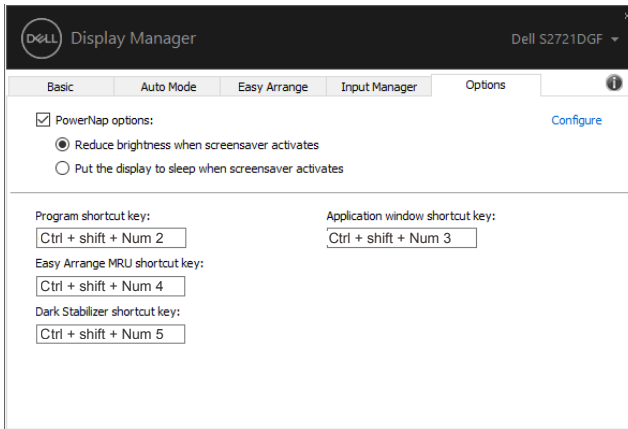 DELL Display Manager
Dell S2721DGF
Basic
Auto Mode
Easy Arrange
Input Manager
Options
PowerNap options:
Configure
Reduce brightness when screensaver activates
Put the display to sleep when screensaver activates
Program shortcut key:
Application window shortcut key:
Ctrl + shift + Num 2
Ctrl + shift + Num 3
Easy Arrange MRU shortcut key:
Ctrl + shift + Num 4
Dark Stabilizer shortcut key:
Ctrl + shift + Num 5